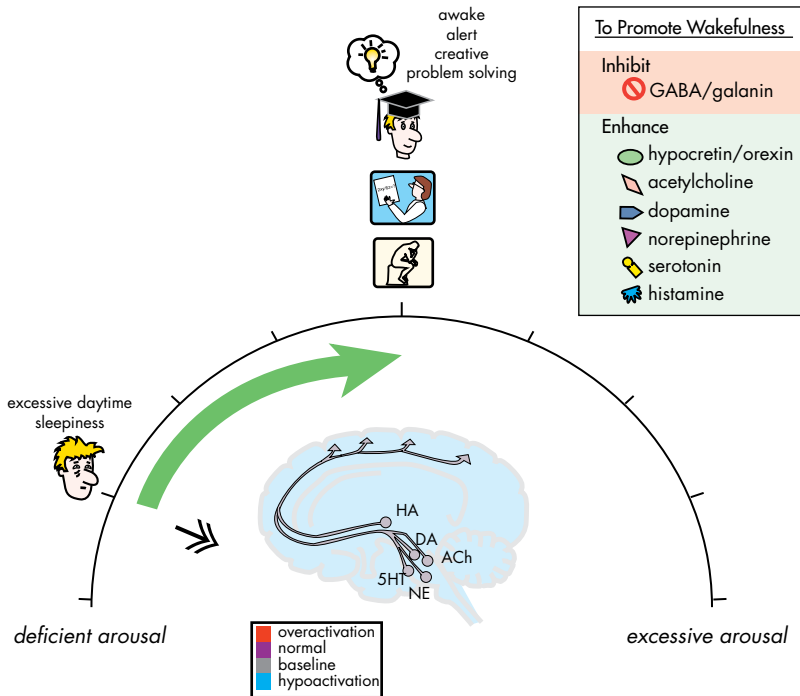 awake
alert
creative
problem solving
To Promote Wakefulness
Inhibit
GABA/galanin
Enhance
hypocretin/orexin
acetylcholine
dopamine
norepinephrine
serotonin
histamine
excessive daytime
sleepiness
HA
DA
ACh
5HT
NE
deficient arousal
excessive arousal
overactivation
normal
baseline
hypoactivation